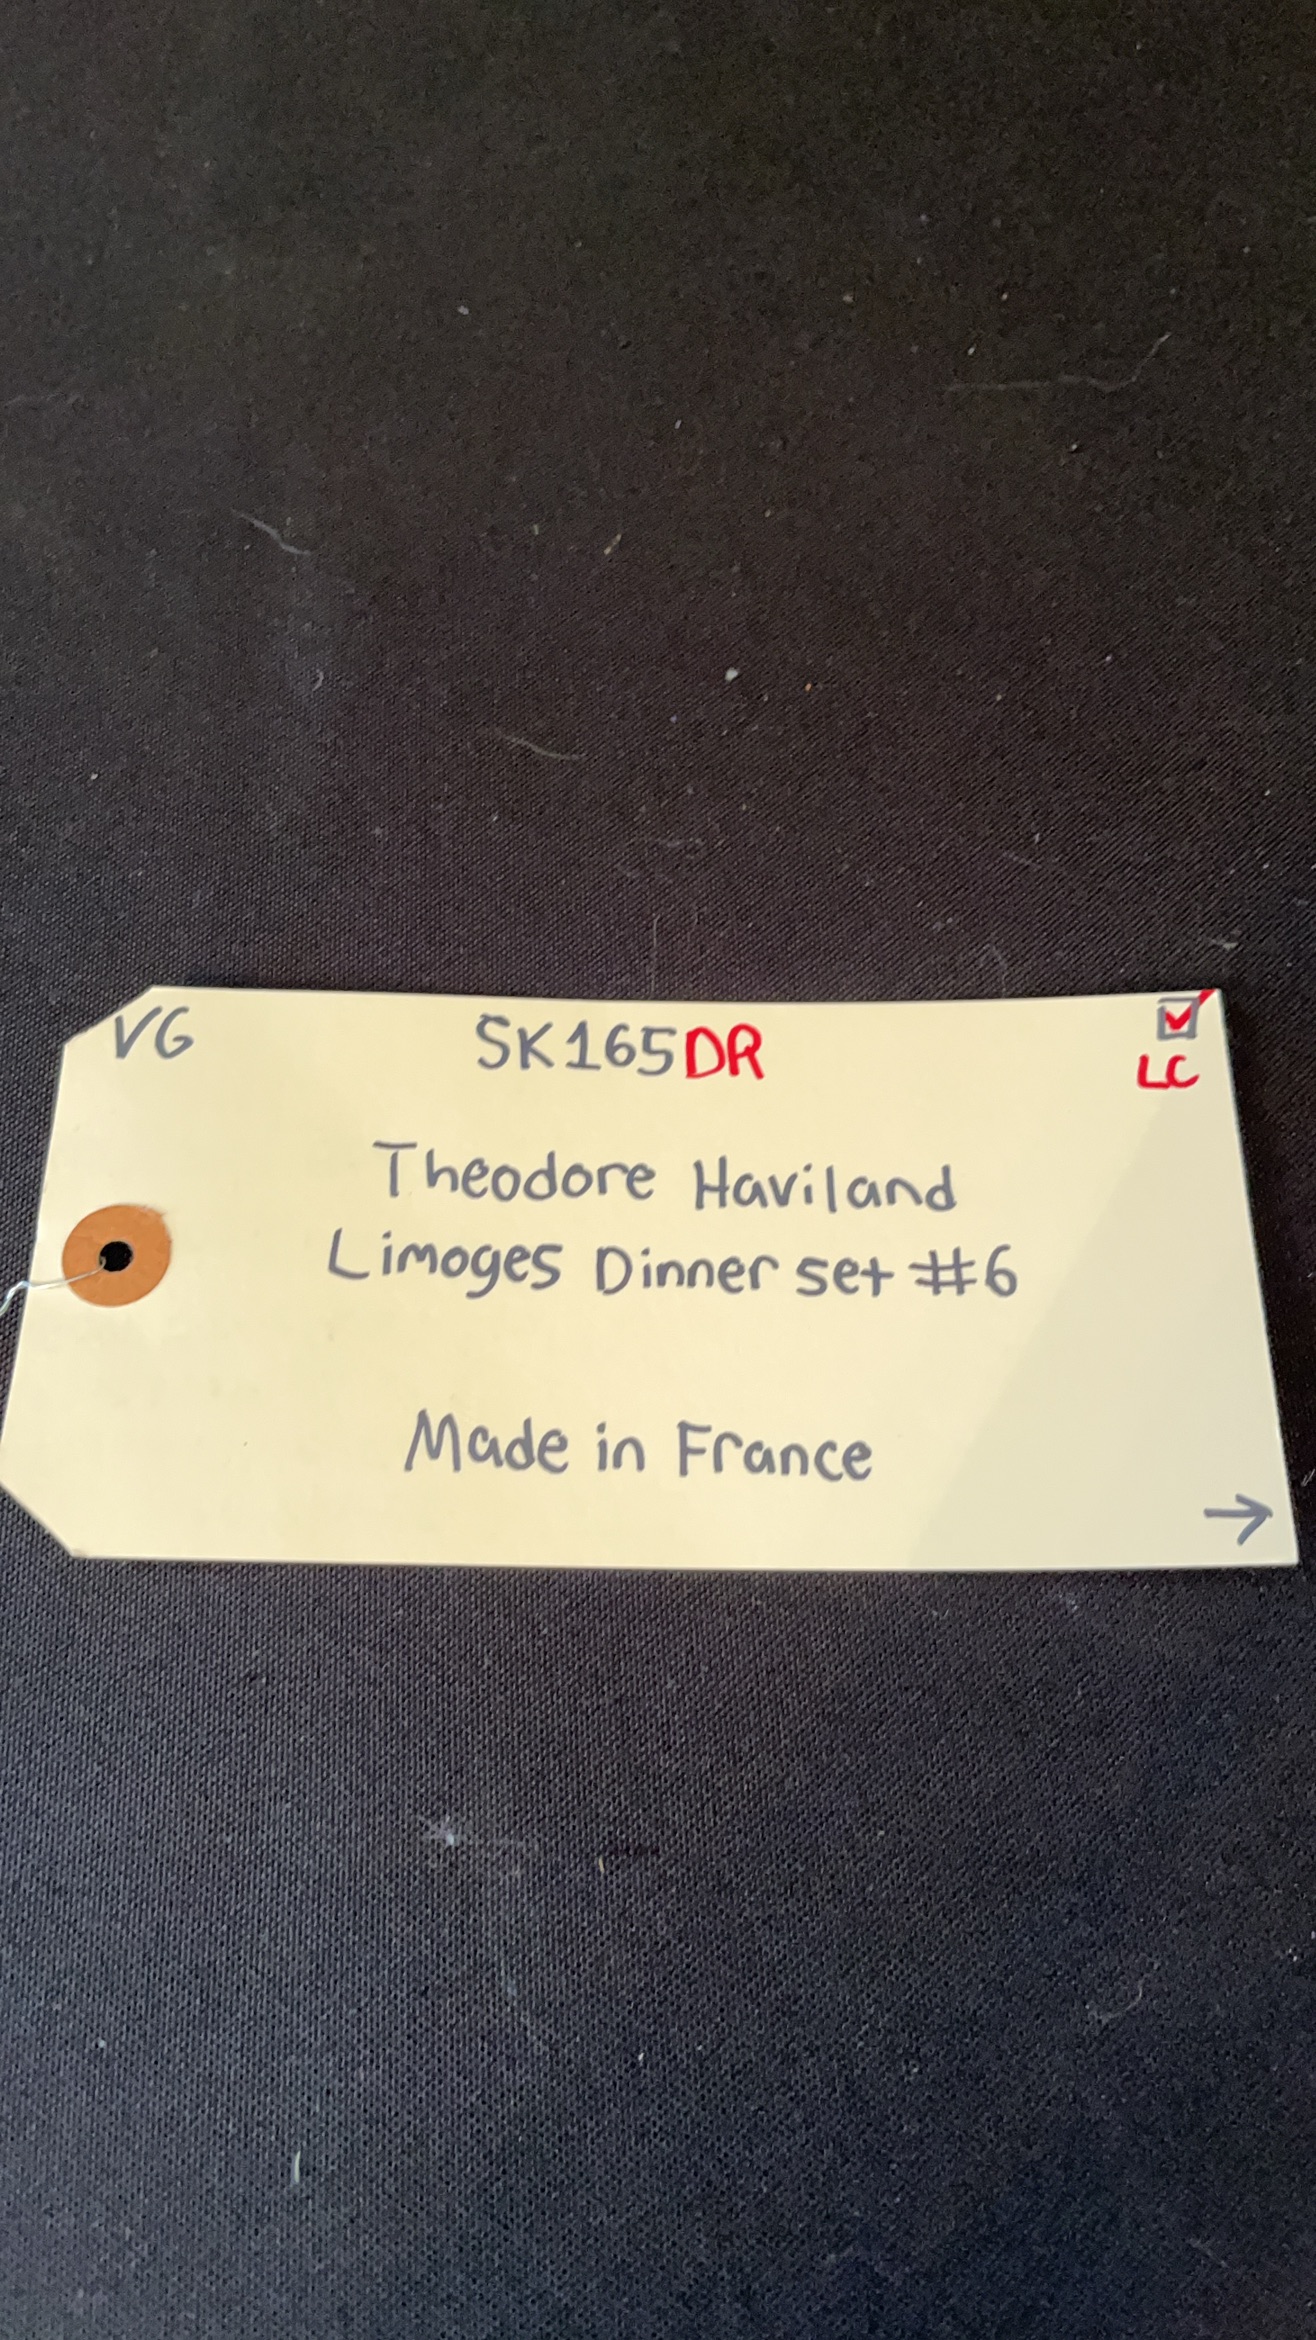 VG SK165DR ☑
LC
Theodore Haviland
Limoges Dinner set #6
Made in France
→